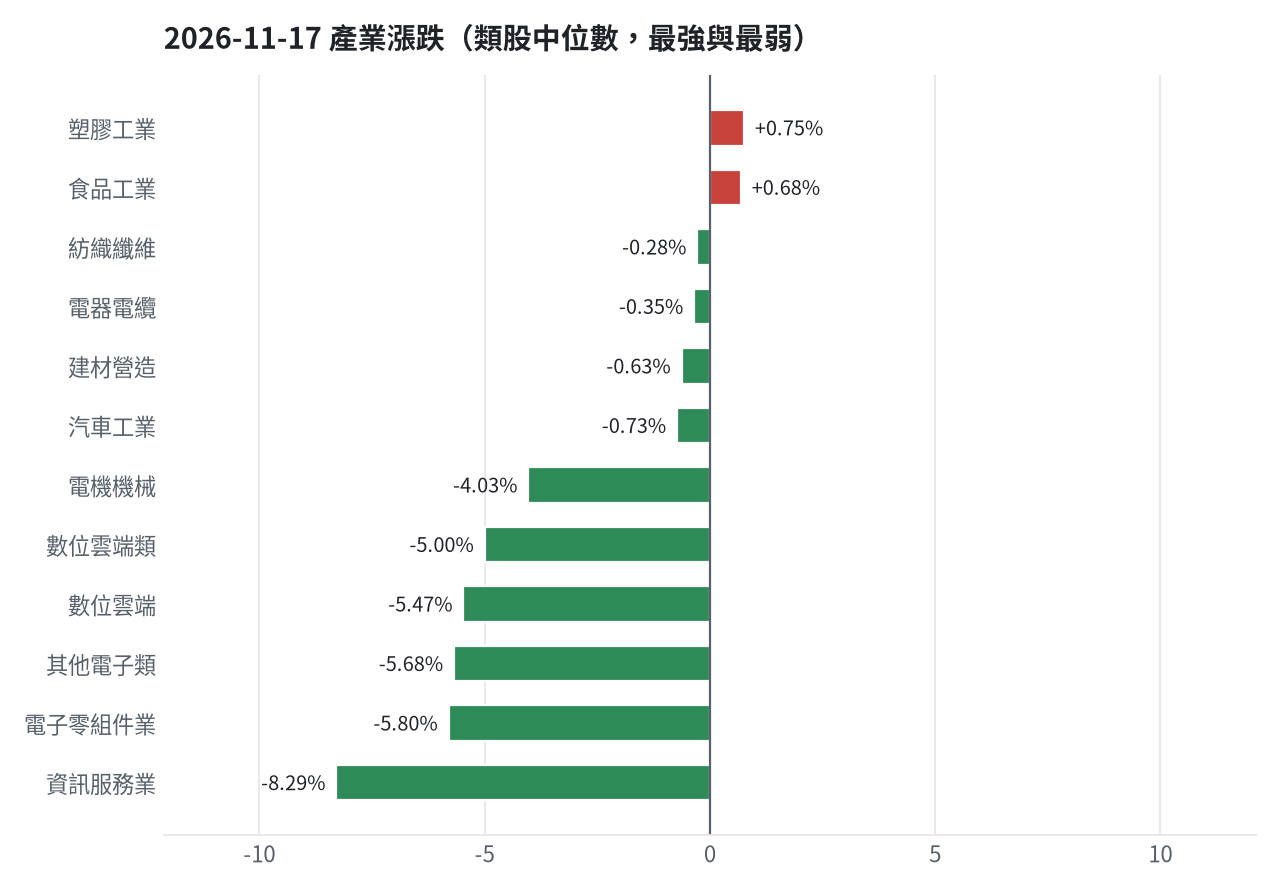 2026-11-17 產業漲跌（類股中位數，最強與最弱）
塑膠工業 +0.75%
食品工業 +0.68%
紡織纖維 -0.28%
電器電纜 -0.35%
建材營造 -0.63%
汽車工業 -0.73%
電機機械 -4.03%
數位雲端類 -5.00%
數位雲端 -5.47%
其他電子類 -5.68%
電子零組件業 -5.80%
資訊服務業 -8.29%
-10 -5 0 5 10